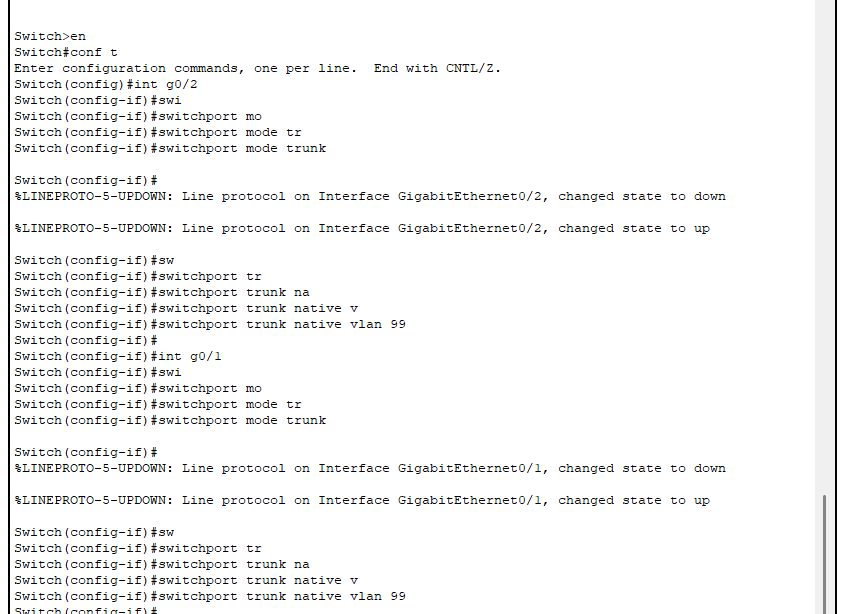 Switch>en
Switch#conf t
Enter configuration commands, one per line.  End with CNTL/Z.
Switch(config)#int g0/2
Switch(config-if)#swi
Switch(config-if)#switchport mo
Switch(config-if)#switchport mode tr
Switch(config-if)#switchport mode trunk
Switch(config-if)#
%LINEPROTO-5-UPDOWN: Line protocol on Interface GigabitEthernet0/2, changed state to down
%LINEPROTO-5-UPDOWN: Line protocol on Interface GigabitEthernet0/2, changed state to up
Switch(config-if)#sw
Switch(config-if)#switchport tr
Switch(config-if)#switchport trunk na
Switch(config-if)#switchport trunk native v
Switch(config-if)#switchport trunk native vlan 99
Switch(config-if)#
Switch(config-if)#int g0/1
Switch(config-if)#swi
Switch(config-if)#switchport mo
Switch(config-if)#switchport mode tr
Switch(config-if)#switchport mode trunk
Switch(config-if)#
%LINEPROTO-5-UPDOWN: Line protocol on Interface GigabitEthernet0/1, changed state to down
%LINEPROTO-5-UPDOWN: Line protocol on Interface GigabitEthernet0/1, changed state to up
Switch(config-if)#sw
Switch(config-if)#switchport tr
Switch(config-if)#switchport trunk na
Switch(config-if)#switchport trunk native v
Switch(config-if)#switchport trunk native vlan 99
Switch(config-if)#